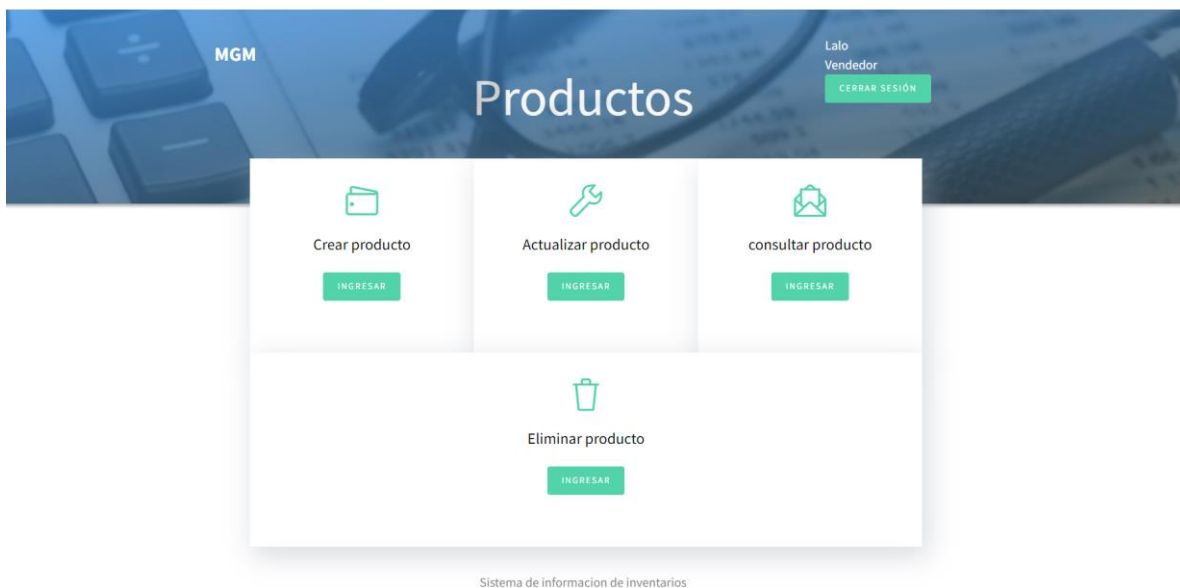 MGM
Lalo
Vendedor
CERRAR SESIÓN
Productos
Crear producto
INGRESAR
Actualizar producto
INGRESAR
consultar producto
INGRESAR
Eliminar producto
INGRESAR
Sistema de informacion de inventarios